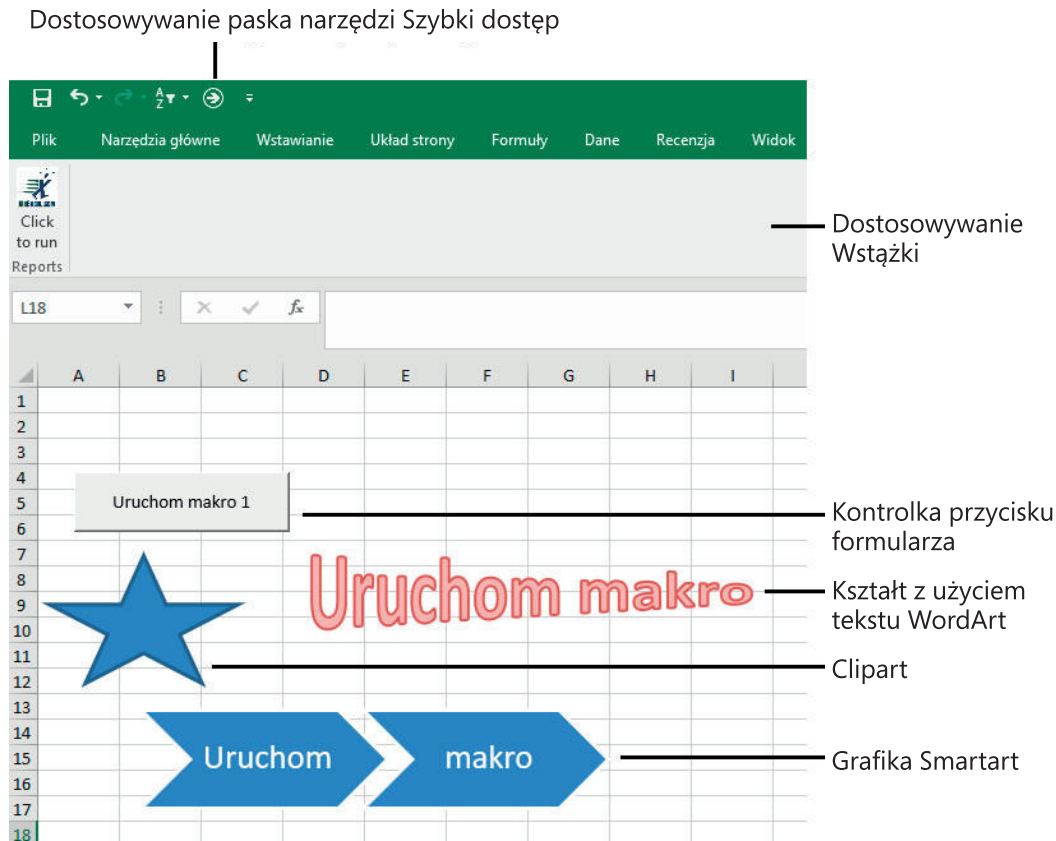 Dostosowywanie paska narzędzi Szybki dostęp
Plik Narzędzia główne Wstawianie Układ strony Formuły Dane Recenzja Widok
Click
to run
Reports
Dostosowywanie
Wstążki
L18 fx
A B C D E F G H I
1
2
3
4
5
6
7
8
9
10
11
12
13
14
15
16
17
18
Uruchom makro 1
Kontrolka przycisku
formularza
Uruchom makro
Kształt z użyciem
tekstu WordArt
Clipart
Uruchom makro
Grafika Smartart